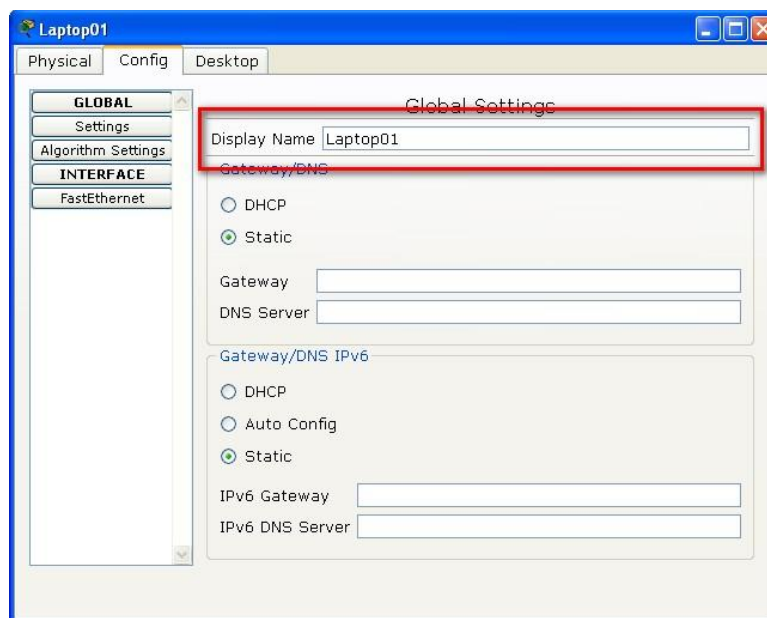 Laptop01
Physical Config Desktop
GLOBAL
Settings
Algorithm Settings
INTERFACE
FastEthernet
Global Settings
Display Name Laptop01
Gateway/DNS
DHCP
Static
Gateway
DNS Server
Gateway/DNS IPv6
DHCP
Auto Config
Static
IPv6 Gateway
IPv6 DNS Server